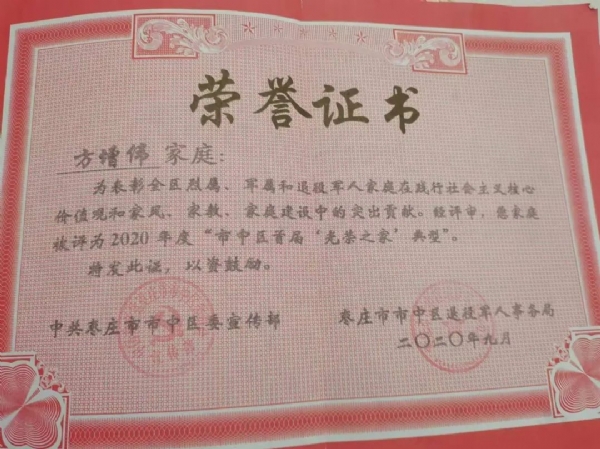 荣誉证书
方增伟 家庭：
为表彰全区烈属、军属和退役军人家庭在践行社会主义核心
价值观和家风、家教、家庭建设中的突出贡献。经评审，您家庭
被评为2020年度“市中区首届‘光荣之家’典型”。
特发此证，以资鼓励。
中共枣庄市市中区委宣传部
枣庄市市中区退役军人事务局
二〇二〇年九月